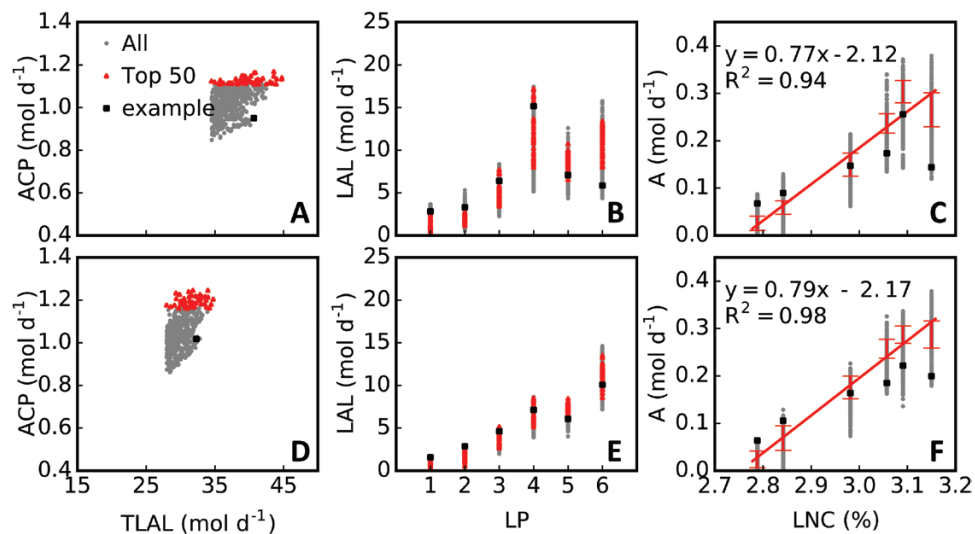 1.4
1.2
1.0
0.8
0.6
0.4
ACP (mol d⁻¹)
All
Top 50
example
A
25
20
15
10
5
0
LAL (mol d⁻¹)
B
0.4
0.3
0.2
0.1
0.0
A (mol d⁻¹)
y = 0.77x - 2.12
R² = 0.94
C
1.4
1.2
1.0
0.8
0.6
0.4
ACP (mol d⁻¹)
D
15 25 35 45
TLAL (mol d⁻¹)
25
20
15
10
5
0
LAL (mol d⁻¹)
E
1 2 3 4 5 6
LP
0.4
0.3
0.2
0.1
0.0
A (mol d⁻¹)
y = 0.79x - 2.17
R² = 0.98
F
2.7 2.8 2.9 3.0 3.1 3.2
LNC (%)